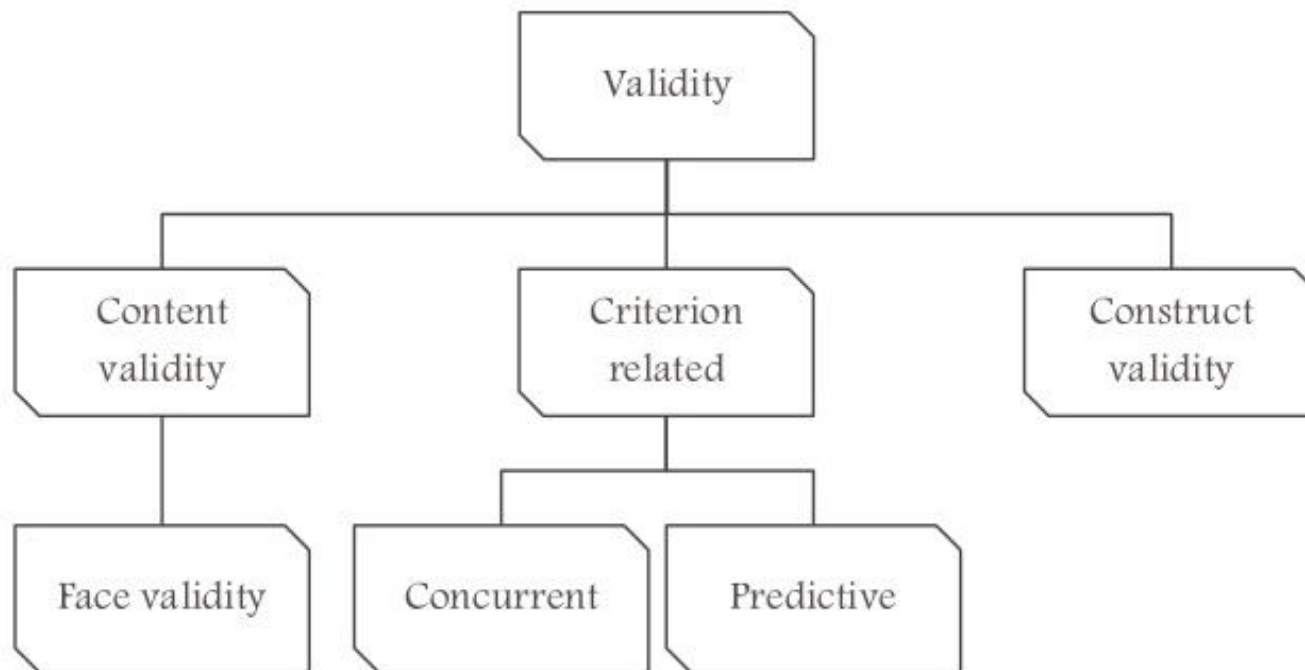 Validity
Content
validity
Criterion
related
Construct
validity
Face validity
Concurrent
Predictive